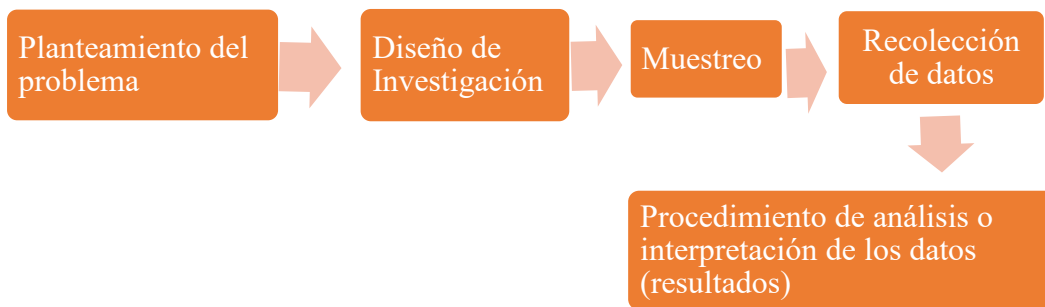 Planteamiento del
problema
Diseño de
Investigación
Muestreo
Recolección
de datos
Procedimiento de análisis o
interpretación de los datos
(resultados)